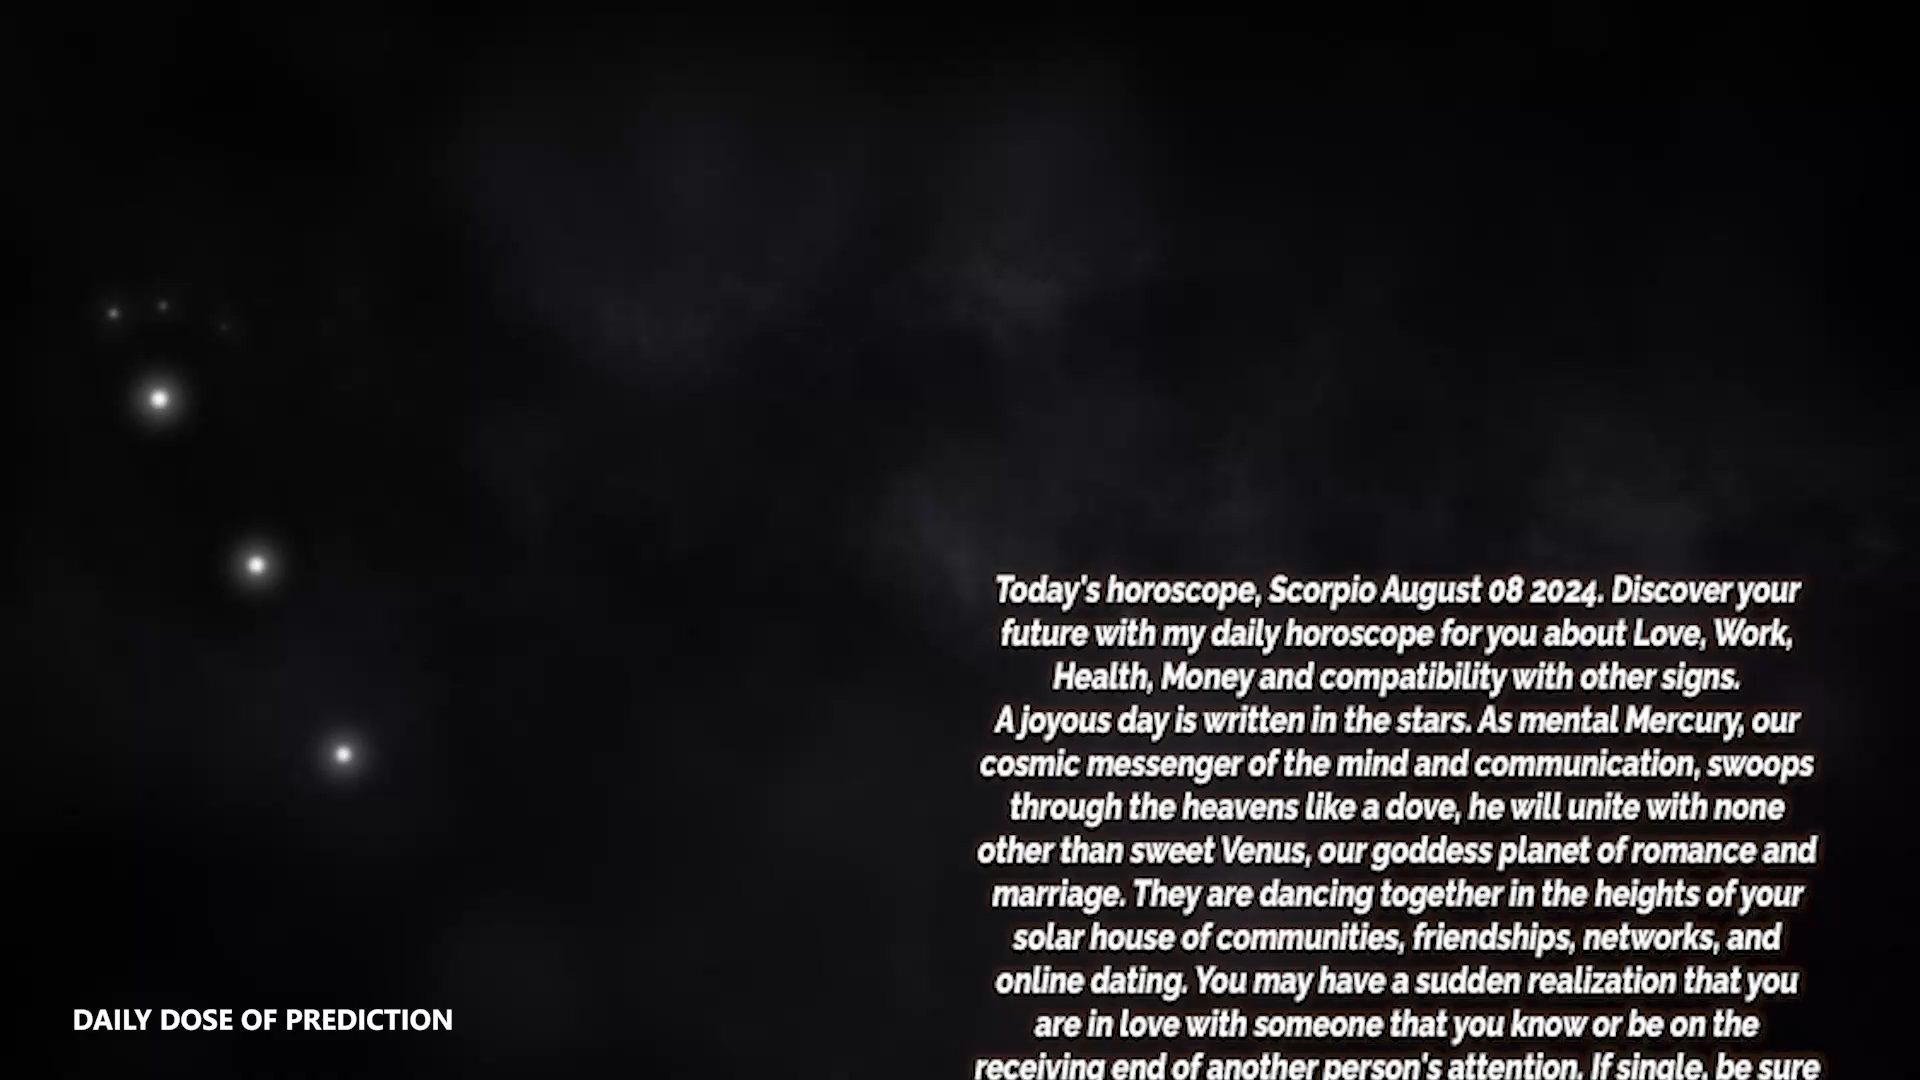 Today's horoscope, Scorpio August 08 2024. Discover your
future with my daily horoscope for you about Love, Work,
Health, Money and compatibility with other signs.
A joyous day is written in the stars. As mental Mercury, our
cosmic messenger of the mind and communication, swoops
through the heavens like a dove, he will unite with none
other than sweet Venus, our goddess planet of romance and
marriage. They are dancing together in the heights of your
solar house of communities, friendships, networks, and
online dating. You may have a sudden realization that you
are in love with someone that you know or be on the
receiving end of another person's attention. If single, be sure
DAILY DOSE OF PREDICTION